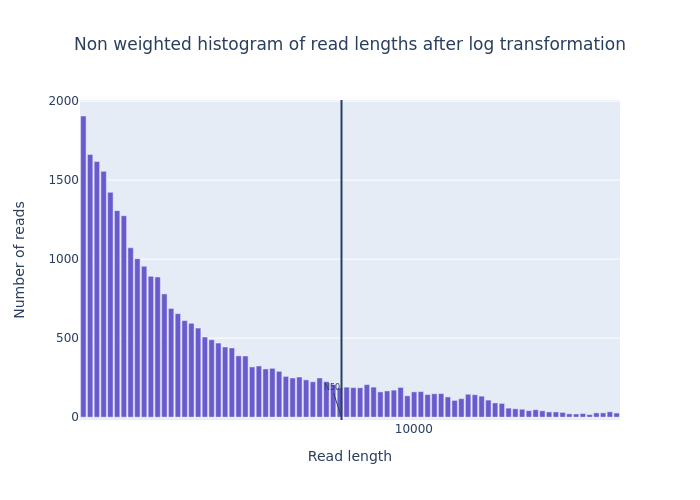 Non weighted histogram of read lengths after log transformation
2000
1500
1000
500
0
Number of reads
N50
10000
Read length